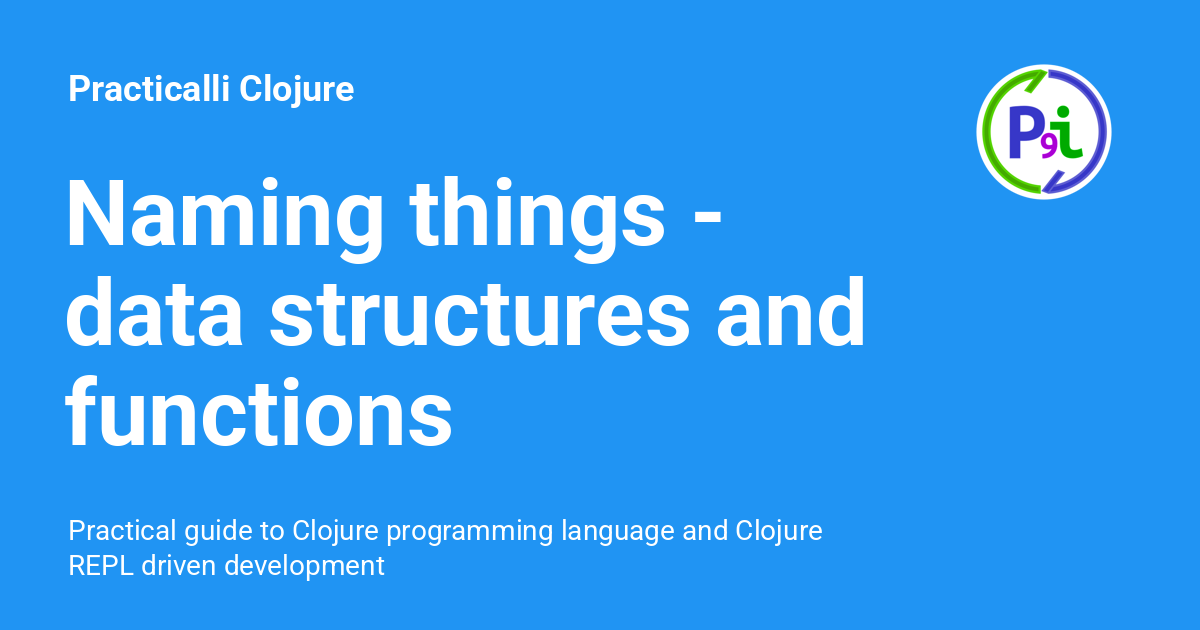 Practicalli Clojure
P9i
Naming things -
data structures and
functions
Practical guide to Clojure programming language and Clojure
REPL driven development